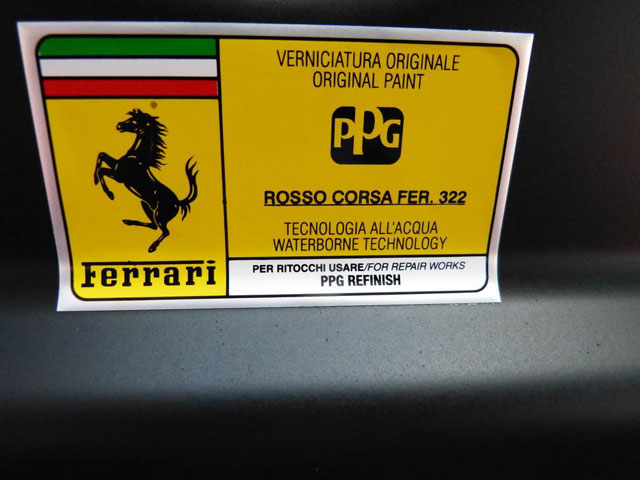 VERNICIATURA ORIGINALE
ORIGINAL PAINT
PPG
ROSSO CORSA FER. 322
TECNOLOGIA ALL'ACQUA
WATERBORNE TECHNOLOGY
Ferrari
PER RITOCCHI USARE/FOR REPAIR WORKS
PPG REFINISH